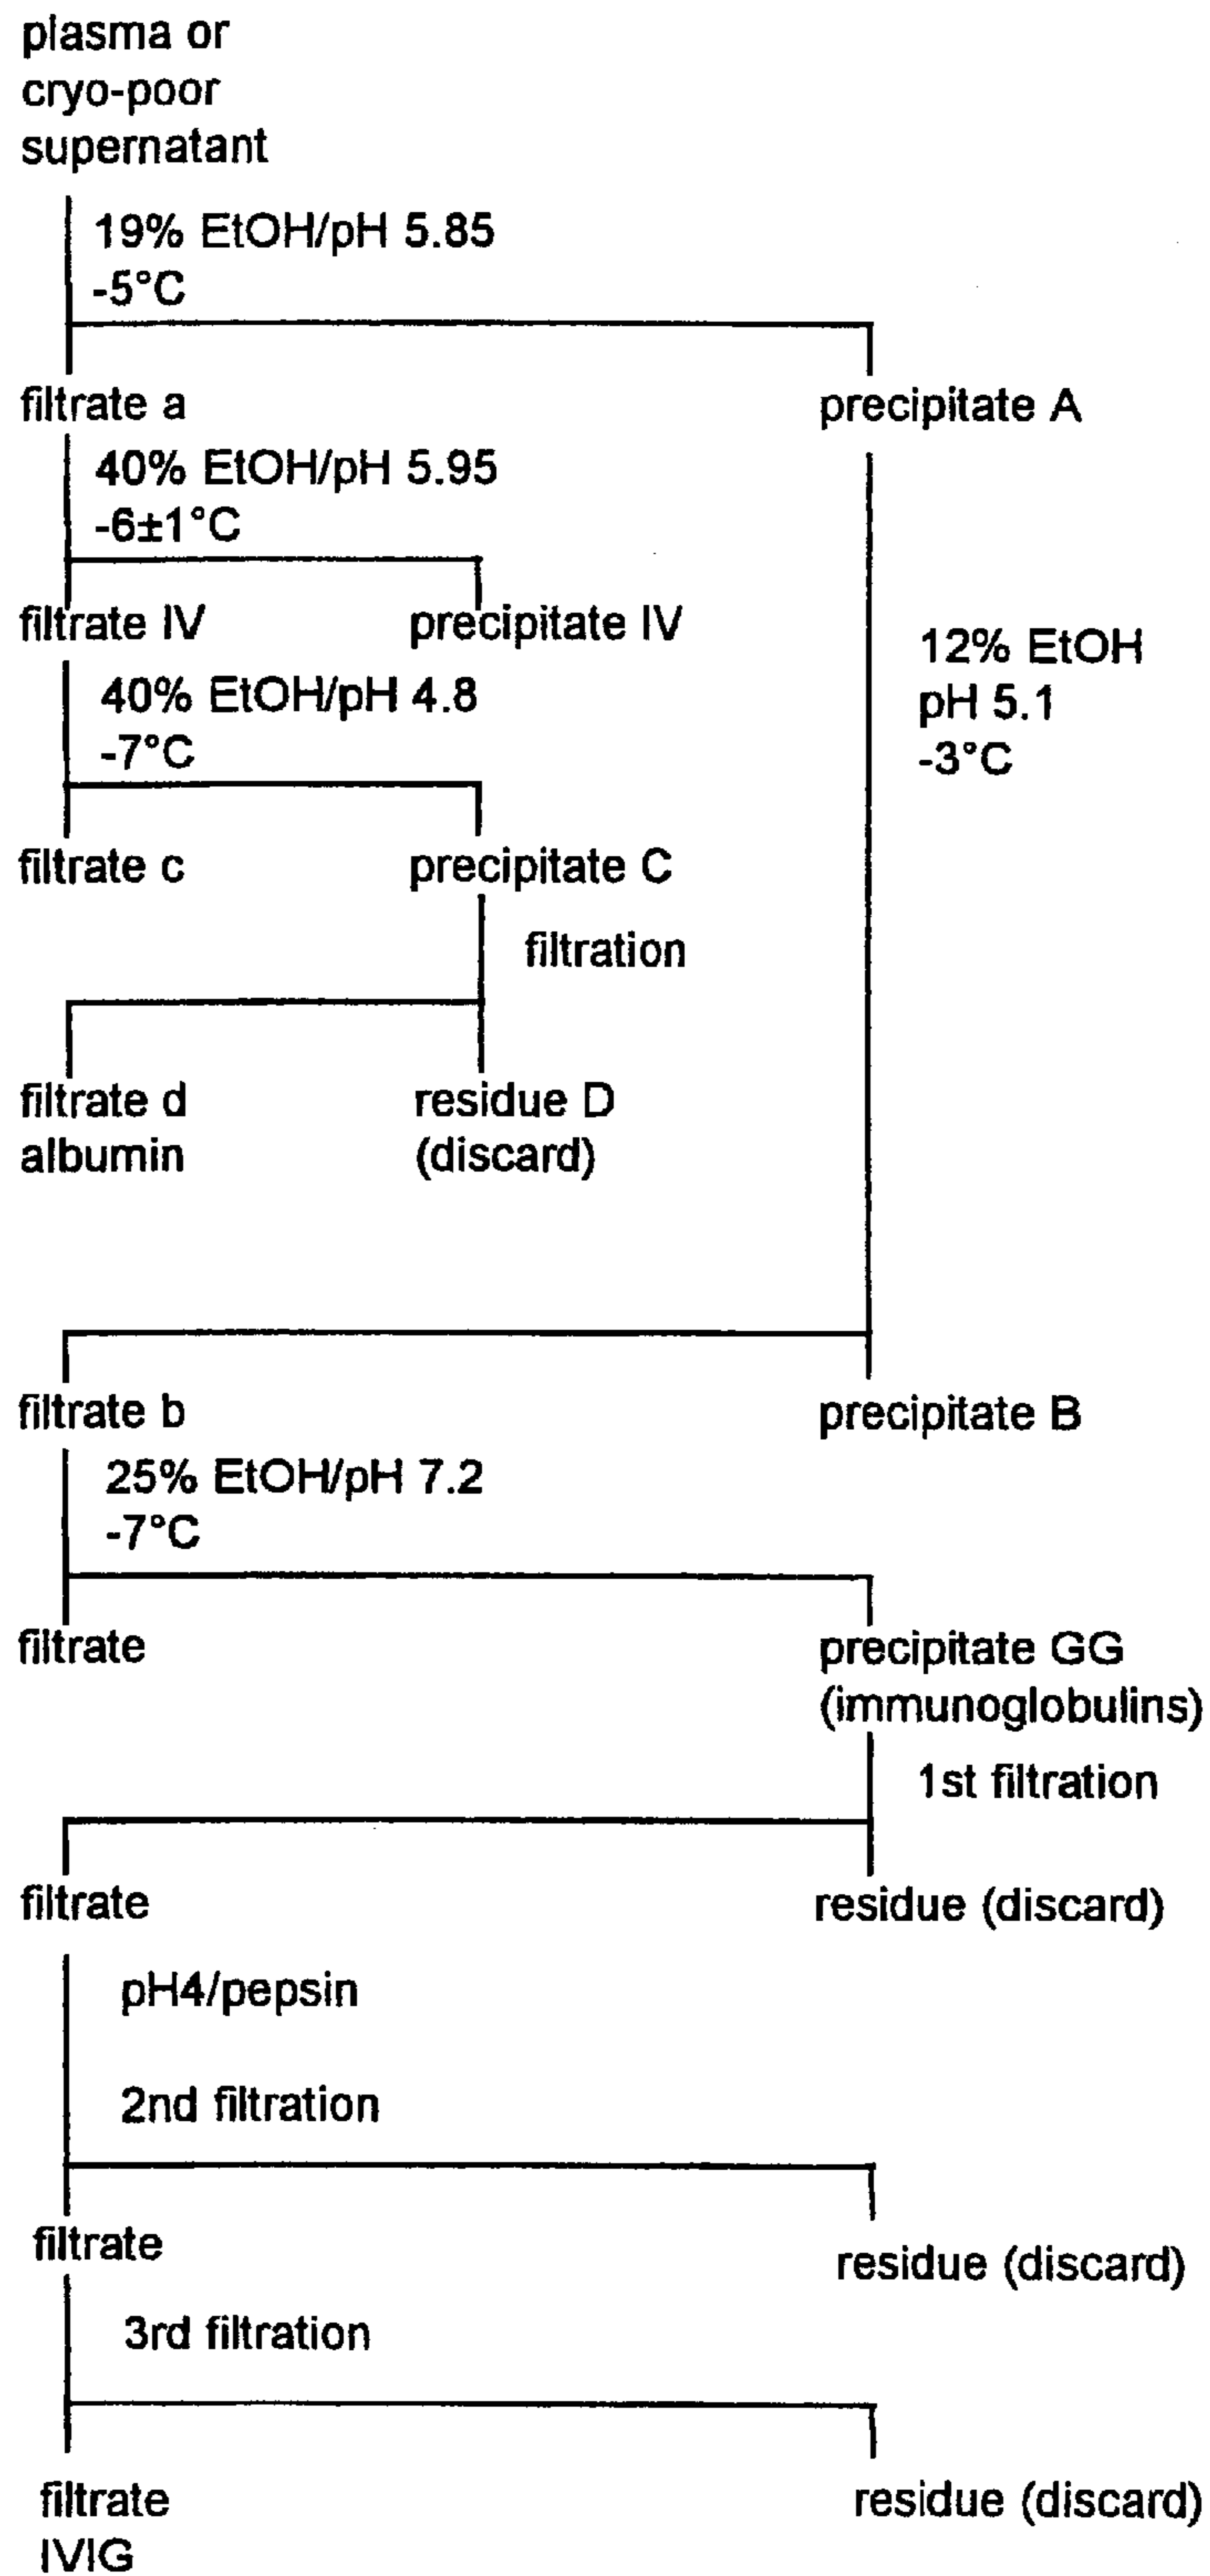 plasma or
cryo-poor
supernatant
19% EtOH/pH 5.85
-5°C
filtrate a
precipitate A
40% EtOH/pH 5.95
-6±1°C
filtrate IV
precipitate IV
12% EtOH
pH 5.1
-3°C
40% EtOH/pH 4.8
-7°C
filtrate c
precipitate C
filtration
filtrate d
albumin
residue D
(discard)
filtrate b
precipitate B
25% EtOH/pH 7.2
-7°C
filtrate
precipitate GG
(immunoglobulins)
1st filtration
filtrate
residue (discard)
pH4/pepsin
2nd filtration
filtrate
residue (discard)
3rd filtration
filtrate
IVIG
residue (discard)